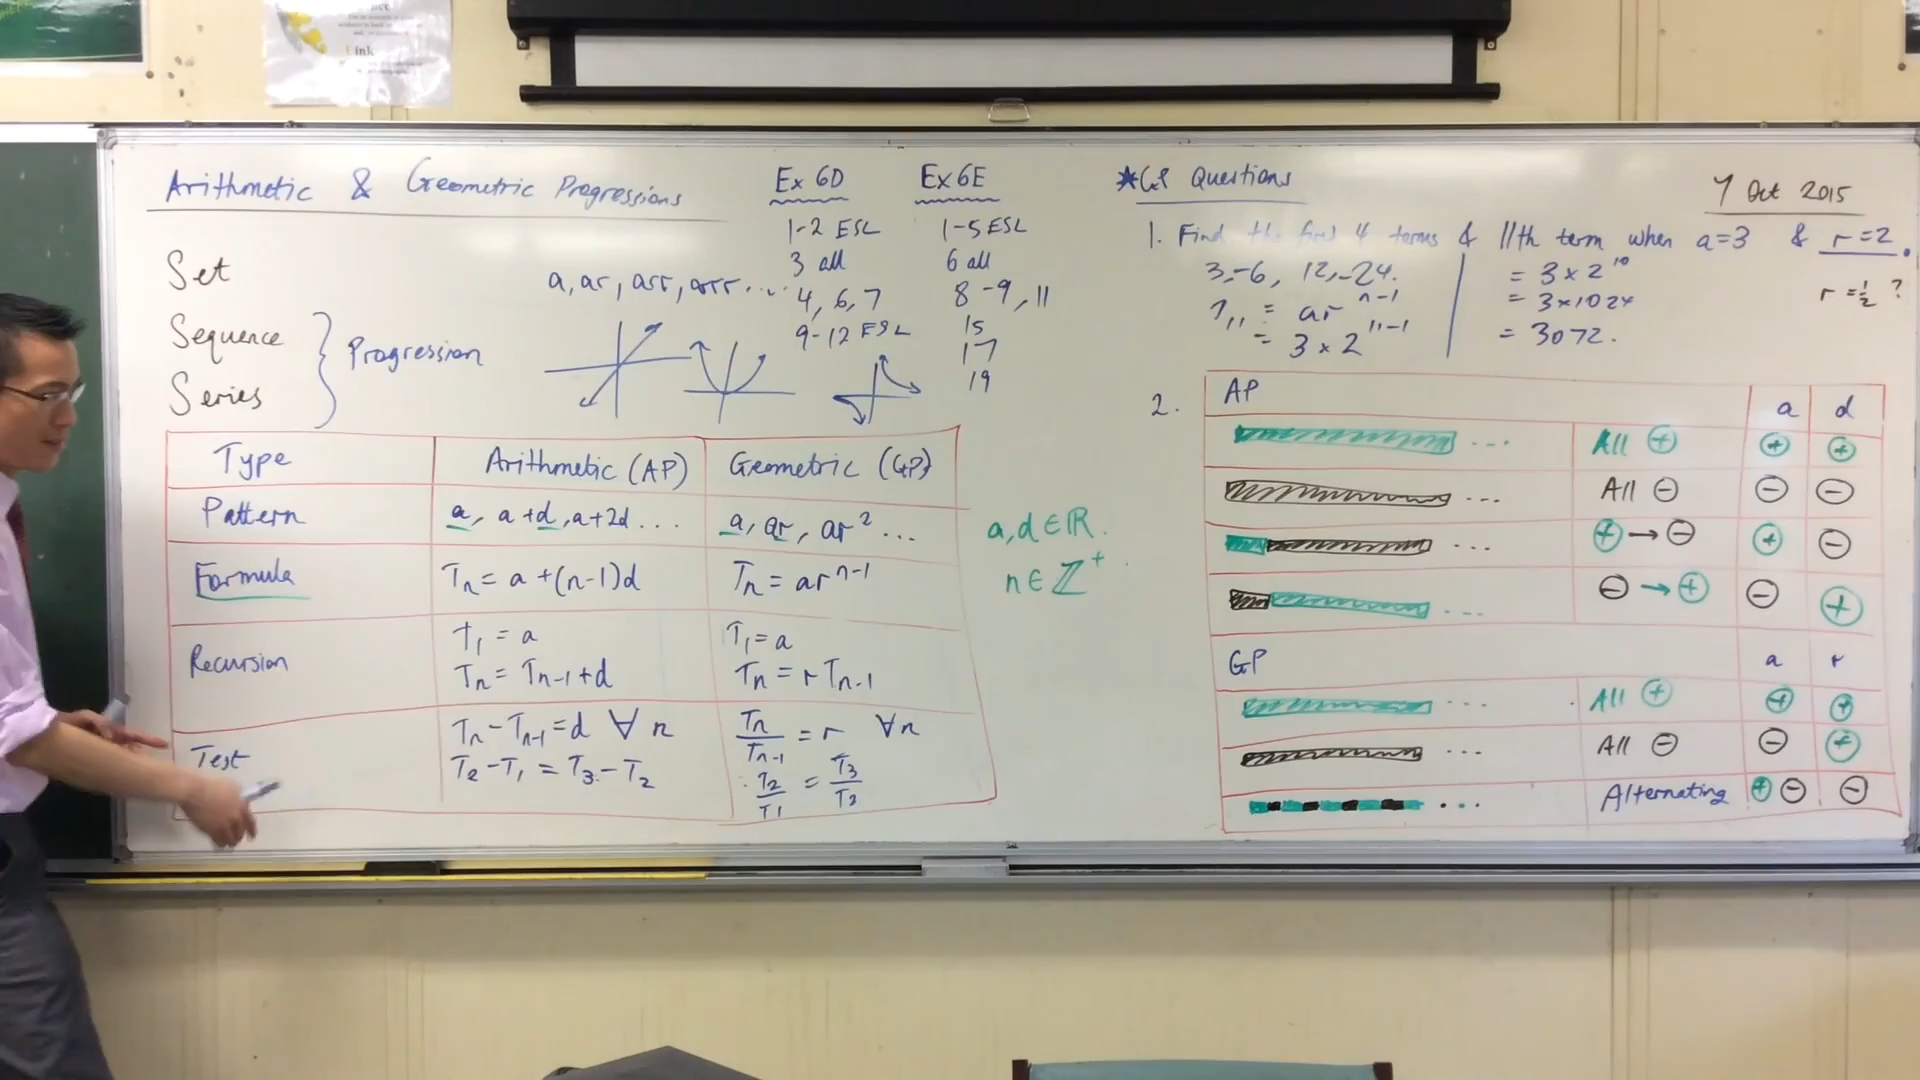 Link
Arithmetic & Geometric Progressions
Set
Sequence
Series
Progression
a, ar, arr, arrr . . . .
Ex 6D
1-2 ESL
3 all
4, 6, 7
9-12 ESL
Ex 6E
1-5 ESL
6 all
8-9, 11
15
17
19
Type Arithmetic (AP) Geometric (GP)
Pattern a, a+d, a+2d ... a, ar, ar² ...
Formula Tn = a + (n-1)d Tn = ar^n-1
Recursion T₁ = a T₁ = a
Tn = Tn-1 + d Tn = r Tn-1
Test Tn - Tn-1 = d ∀ n Tn/Tn-1 = r ∀n
T₂ - T₁ = T₃ - T₂ T₂/T₁ = T₃/T₂
a, d ∈ ℝ.
n ∈ ℤ⁺
*GP Questions
7 Oct 2015
1. Find the first 4 terms & 11th term when a=3 & r=2.
3, -6, 12, -24.
T₁₁ = ar^n-1
= 3 × 2^11-1
= 3 × 2¹⁰
= 3×1024
= 3072.
r = ½ ?
2.
AP a d
... All + + +
... All - - -
... + → - + -
... - → + - +
GP a r
... All + + +
... All - - +
... Alternating + - -